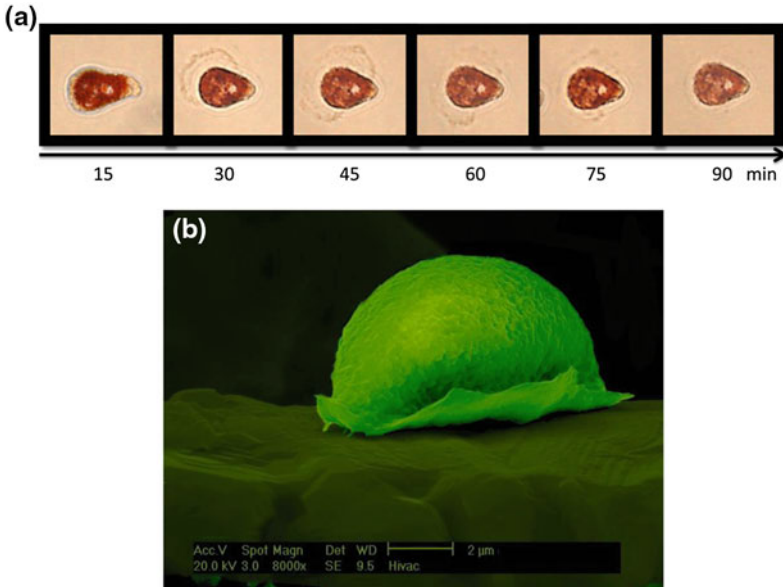 (a)
15 30 45 60 75 90 min
(b)
Acc.V Spot Magn Det WD 2 µm
20.0 kV 3.0 8000x SE 9.5 Hivac